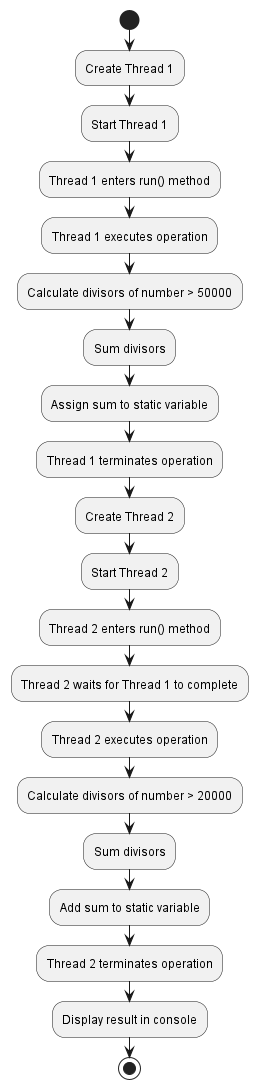 Create Thread 1
Start Thread 1
Thread 1 enters run() method
Thread 1 executes operation
Calculate divisors of number > 50000
Sum divisors
Assign sum to static variable
Thread 1 terminates operation
Create Thread 2
Start Thread 2
Thread 2 enters run() method
Thread 2 waits for Thread 1 to complete
Thread 2 executes operation
Calculate divisors of number > 20000
Sum divisors
Add sum to static variable
Thread 2 terminates operation
Display result in console